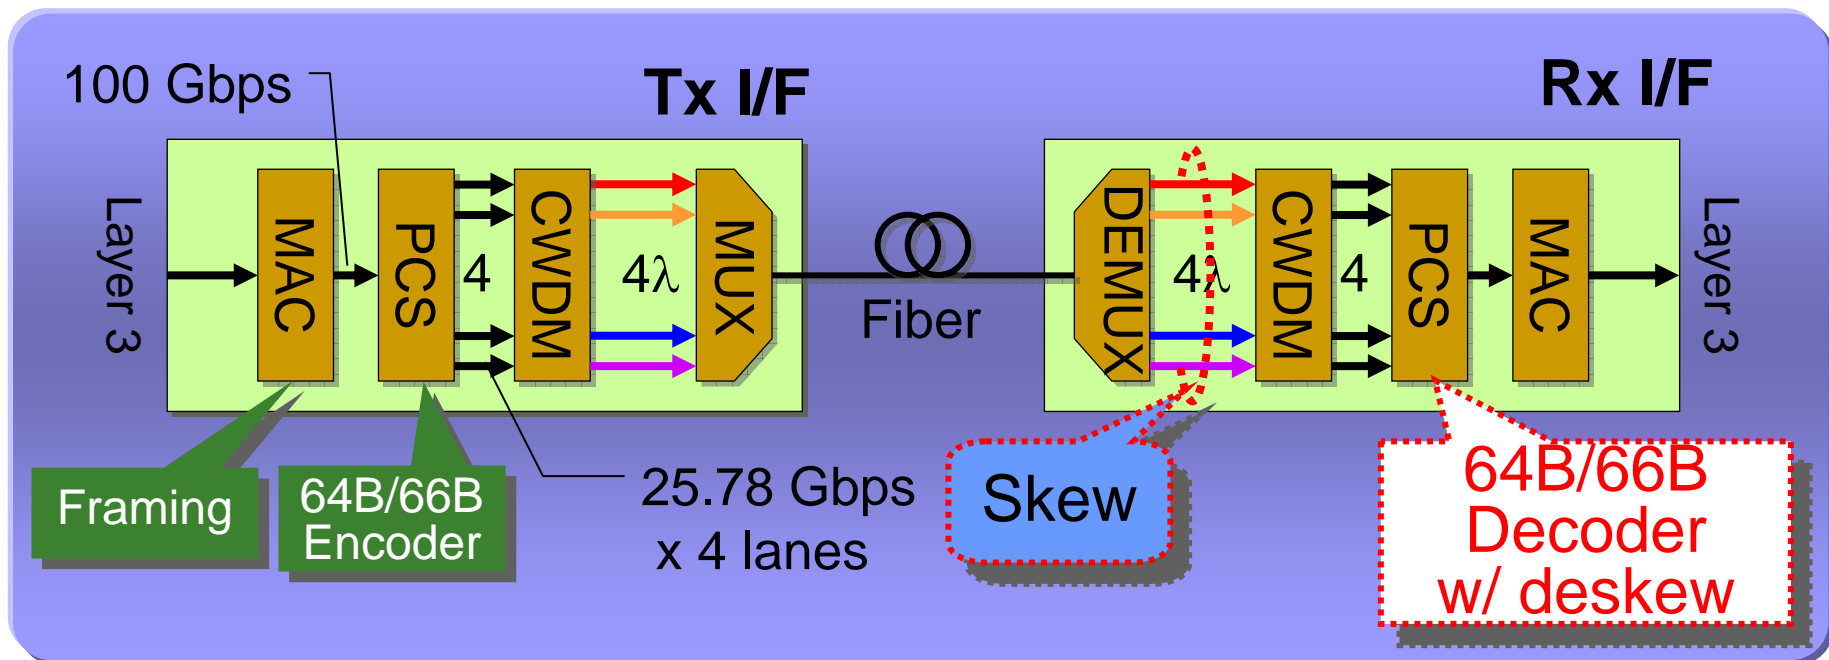 100 Gbps
Tx I/F
Rx I/F
Layer 3
MAC
PCS
4
CWDM
4λ
MUX
Fiber
DEMUX
4λ
CWDM
4
PCS
MAC
Layer 3
Framing
64B/66B
Encoder
25.78 Gbps
x 4 lanes
Skew
64B/66B
Decoder
w/ deskew